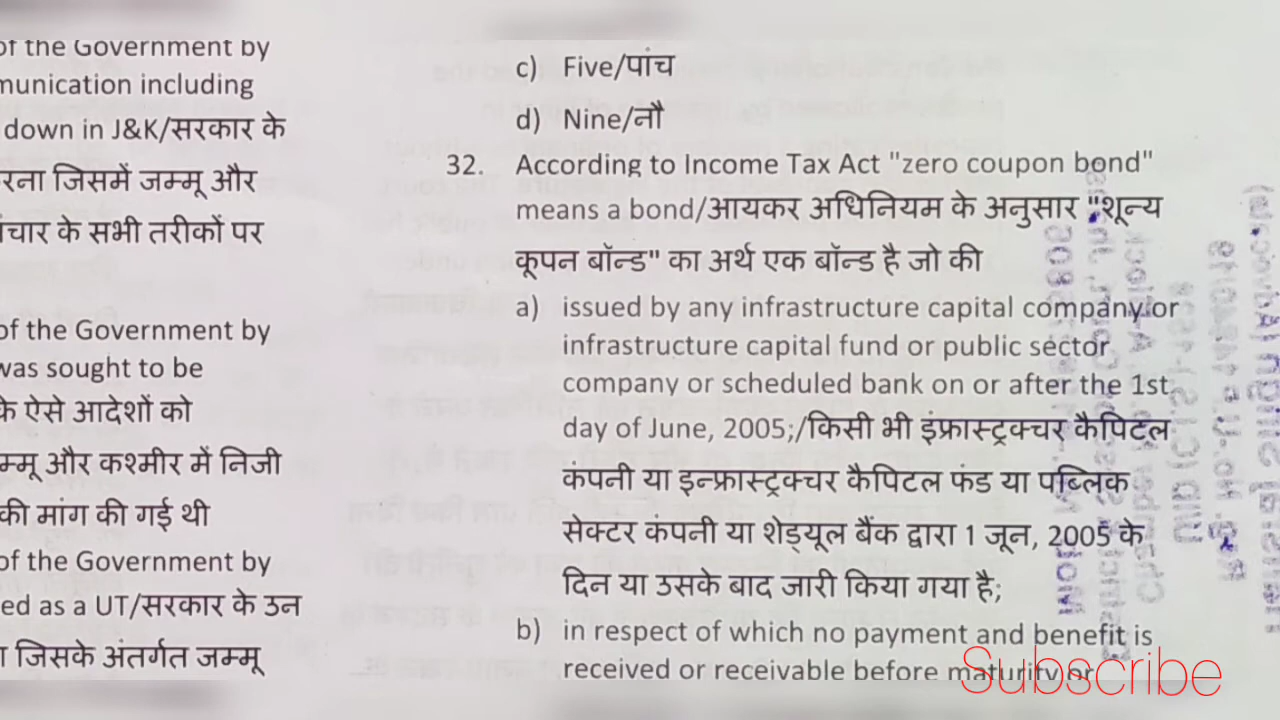 of the Government by
munication including
down in J&K/सरकार के
रना जिसमें जम्मू और
चार के सभी तरीकों पर
of the Government by
was sought to be
के ऐसे आदेशों को
म्मू और कश्मीर में निजी
की मांग की गई थी
of the Government by
ed as a UT/सरकार के उन
जिसके अंतर्गत जम्मू
c) Five/पांच
d) Nine/नौ
32. According to Income Tax Act "zero coupon bond"
means a bond/आयकर अधिनियम के अनुसार "शून्य
कूपन बॉन्ड" का अर्थ एक बॉन्ड है जो की
a) issued by any infrastructure capital company or
infrastructure capital fund or public sector
company or scheduled bank on or after the 1st
day of June, 2005;/किसी भी इंफ्रास्ट्रक्चर कैपिटल
कंपनी या इन्फ्रास्ट्रक्चर कैपिटल फंड या पब्लिक
सेक्टर कंपनी या शेड्यूल बैंक द्वारा 1 जून, 2005 के
दिन या उसके बाद जारी किया गया है;
b) in respect of which no payment and benefit is
received or receivable before maturity or
Subscribe